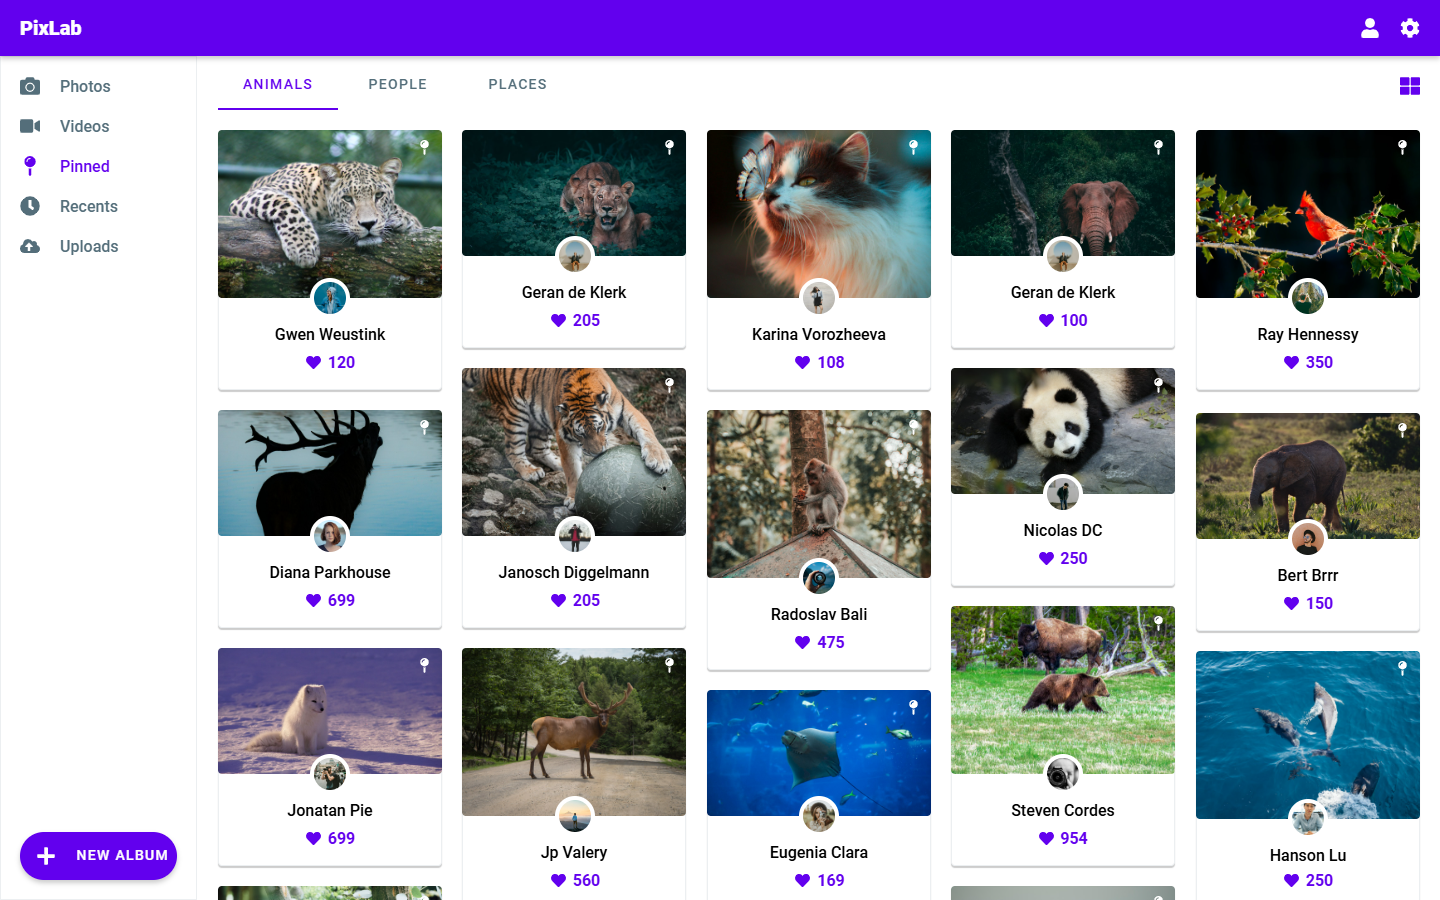 PixLab
Photos
Videos
Pinned
Recents
Uploads
NEW ALBUM
ANIMALS
PEOPLE
PLACES
Gwen Weustink
120
Geran de Klerk
205
Karina Vorozheeva
108
Geran de Klerk
100
Ray Hennessy
350
Diana Parkhouse
699
Janosch Diggelmann
205
Radoslav Bali
475
Nicolas DC
250
Bert Brrr
150
Jonatan Pie
699
Jp Valery
560
Eugenia Clara
169
Steven Cordes
954
Hanson Lu
250